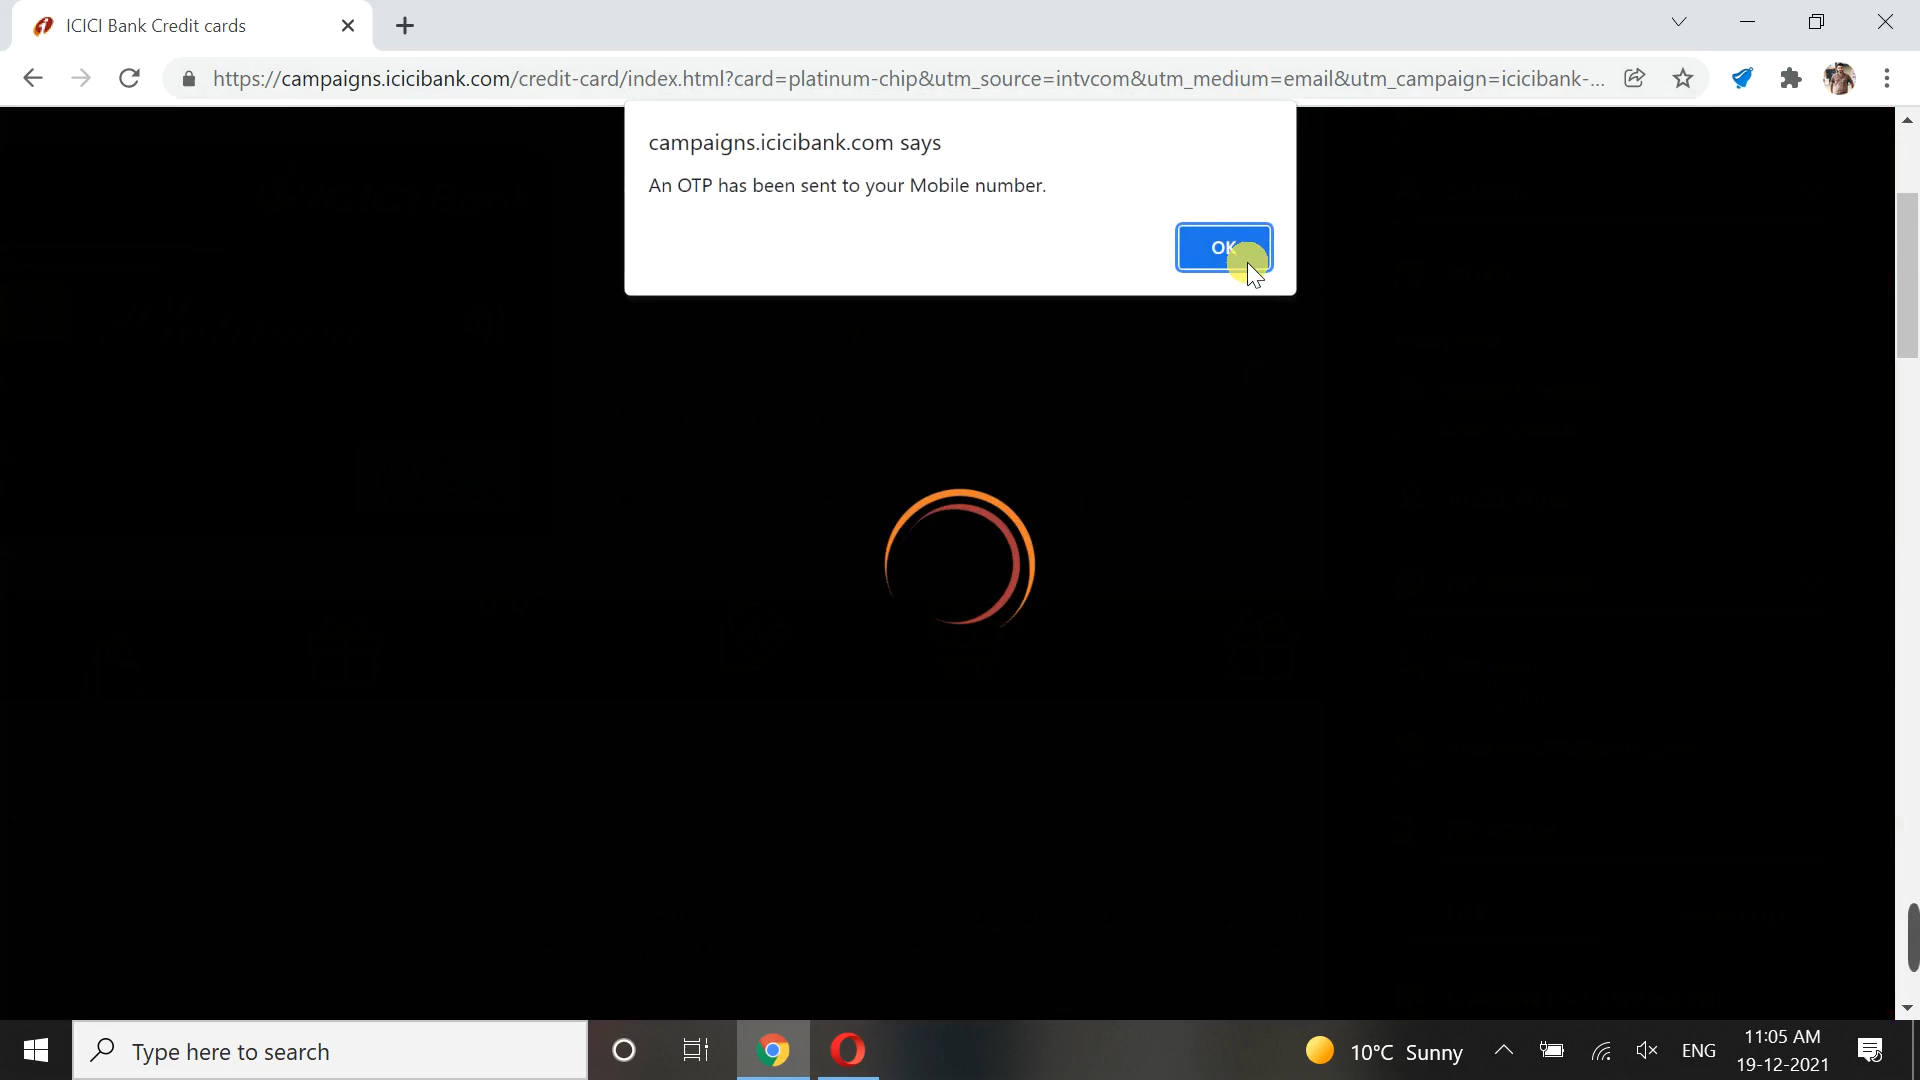 ICICI Bank Credit cards
https://campaigns.icicibank.com/credit-card/index.html?card=platinum-chip&utm_source=intvcom&utm_medium=email&utm_campaign=icicibank-...
campaigns.icicibank.com says
An OTP has been sent to your Mobile number.
OK
Type here to search
10°C Sunny
ENG
11:05 AM
19-12-2021